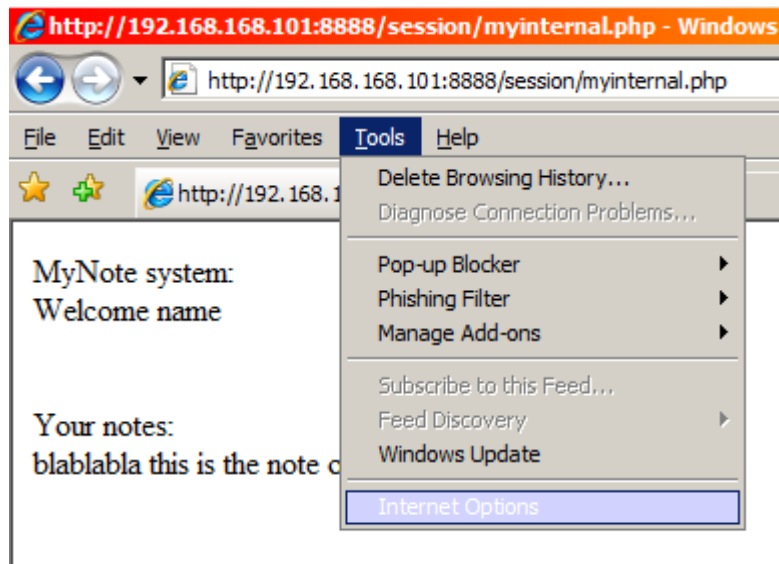 http://192.168.168.101:8888/session/myinternal.php - Windows
http://192.168.168.101:8888/session/myinternal.php
File Edit View Favorites Tools Help
http://192.168.1
Delete Browsing History...
Diagnose Connection Problems...
Pop-up Blocker
Phishing Filter
Manage Add-ons
Subscribe to this Feed...
Feed Discovery
Windows Update
Internet Options
MyNote system:
Welcome name
Your notes:
blablabla this is the note o